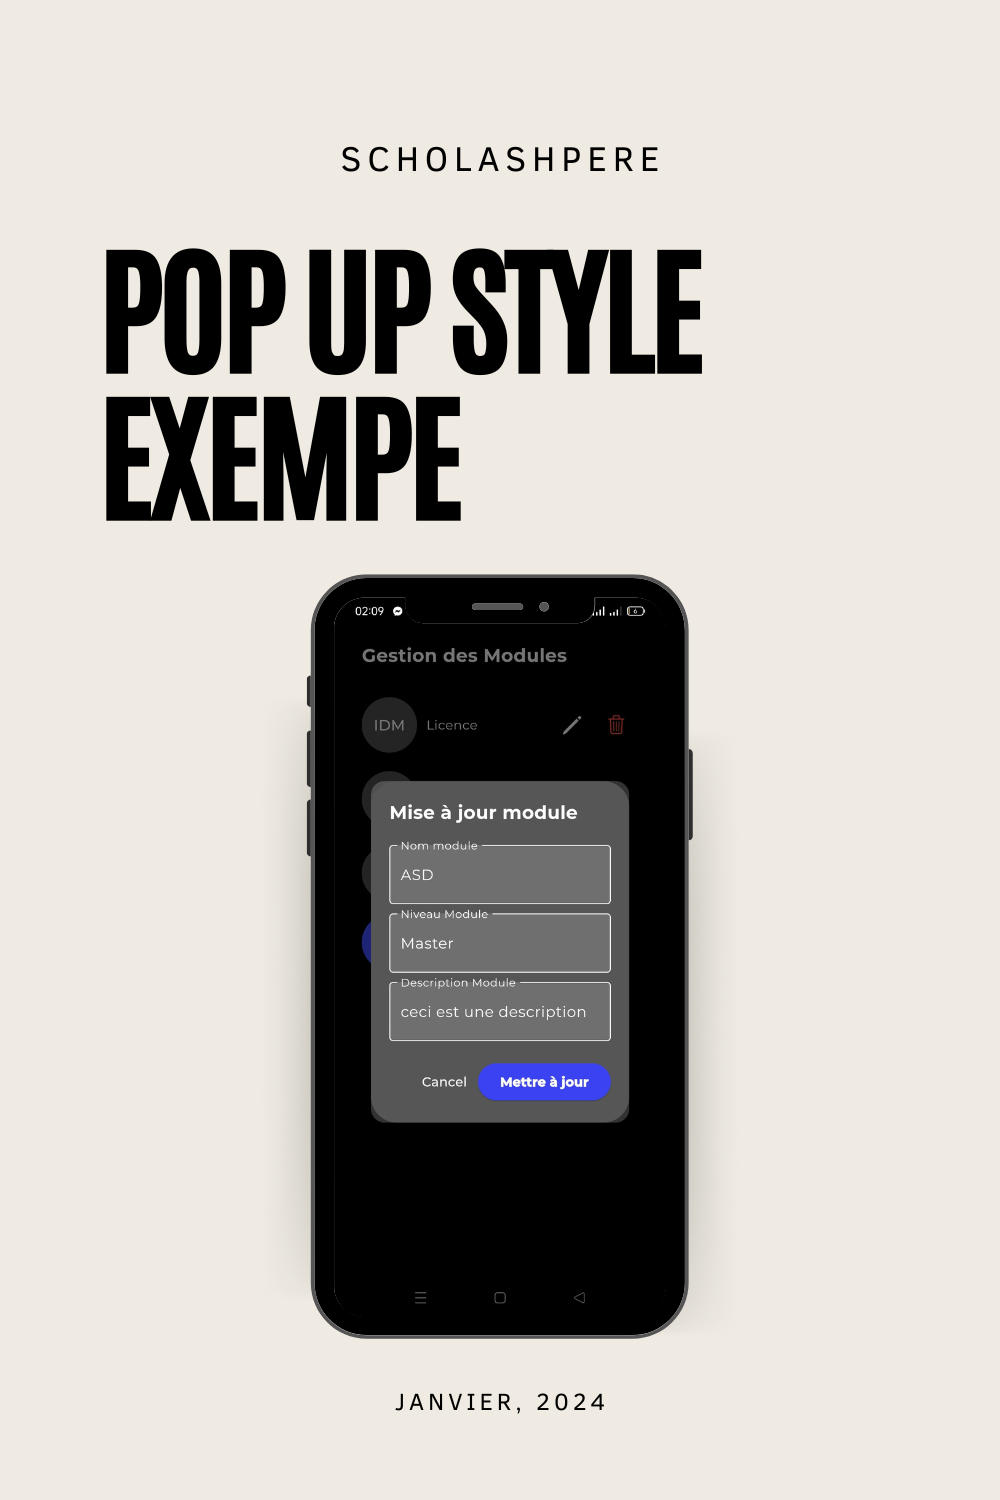 SCHOLASHPERE
POP UP STYLE
EXEMPE
02:09
6
Gestion des Modules
IDM Licence
Mise à jour module
Nom module
ASD
Niveau Module
Master
Description Module
ceci est une description
Cancel Mettre à jour
JANVIER, 2024